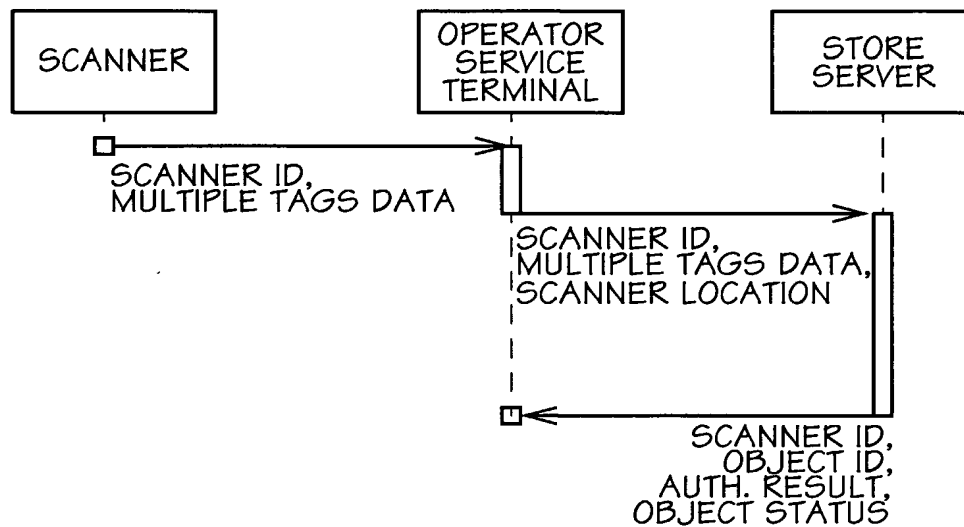 SCANNER
OPERATOR
SERVICE
TERMINAL
STORE
SERVER
SCANNER ID,
MULTIPLE TAGS DATA
SCANNER ID,
MULTIPLE TAGS DATA,
SCANNER LOCATION
SCANNER ID,
OBJECT ID,
AUTH. RESULT,
OBJECT STATUS